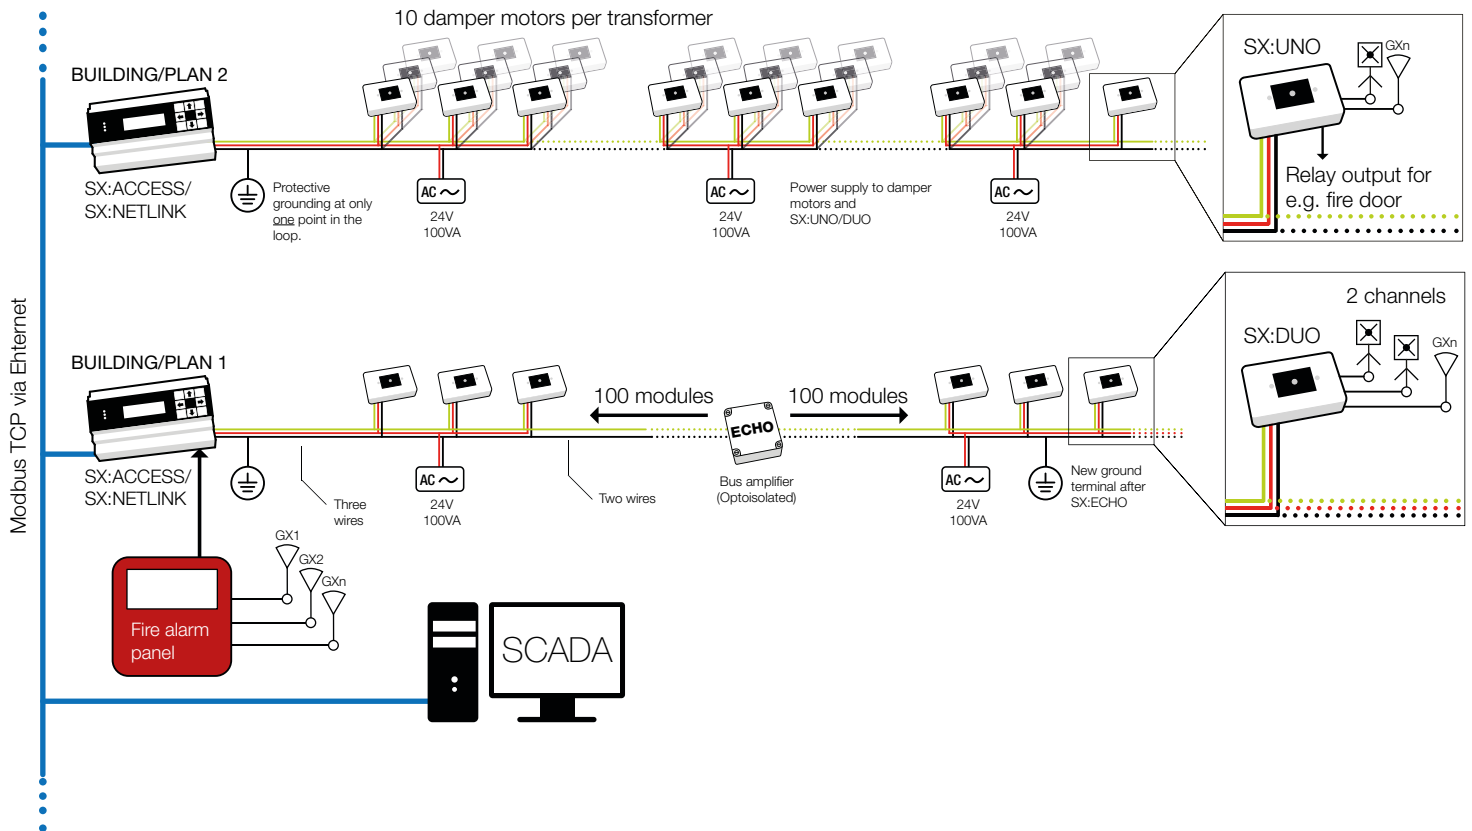 10 damper motors per transformer
BUILDING/PLAN 2
SX:ACCESS/
SX:NETLINK
Protective
grounding at only
one point in the
loop.
AC
24V
100VA
AC
24V
100VA
Power supply to damper
motors and
SX:UNO/DUO
AC
24V
100VA
SX:UNO
GXn
Relay output for
e.g. fire door
Modbus TCP via Ehternet
BUILDING/PLAN 1
SX:ACCESS/
SX:NETLINK
Three
wires
AC
24V
100VA
Two wires
100 modules
100 modules
ECHO
Bus amplifier
(Optoisolated)
AC
24V
100VA
New ground
terminal after
SX:ECHO
2 channels
SX:DUO
GXn
GX1
GX2
GXn
Fire alarm
panel
SCADA